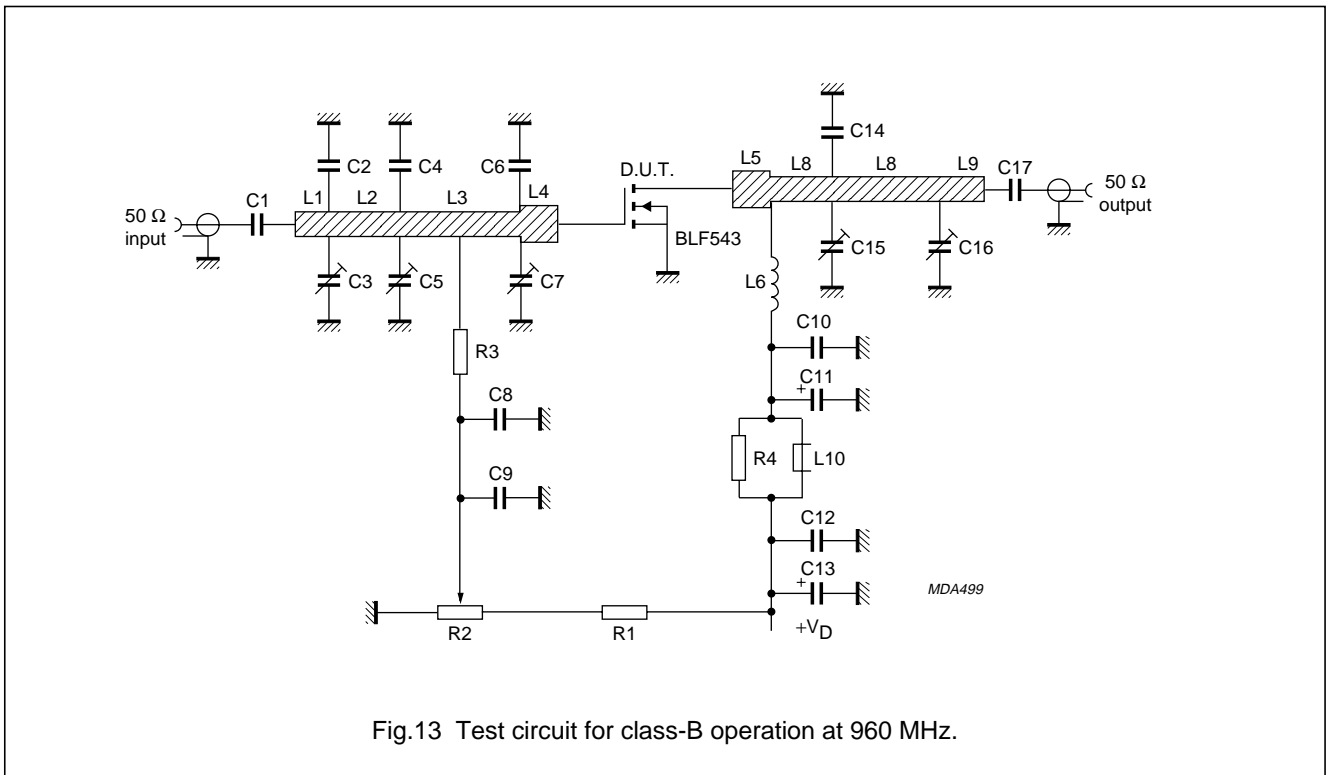 C14
L5
L8
L8
L9
C17
50 Ω
output
C2
C4
C6
D.U.T.
L1
L2
L3
L4
C1
50 Ω
input
BLF543
C3
C5
C7
C15
C16
L6
R3
C10
C11
+
C8
R4
L10
C9
C12
C13
+
MDA499
R2
R1
+VD
Fig.13 Test circuit for class-B operation at 960 MHz.